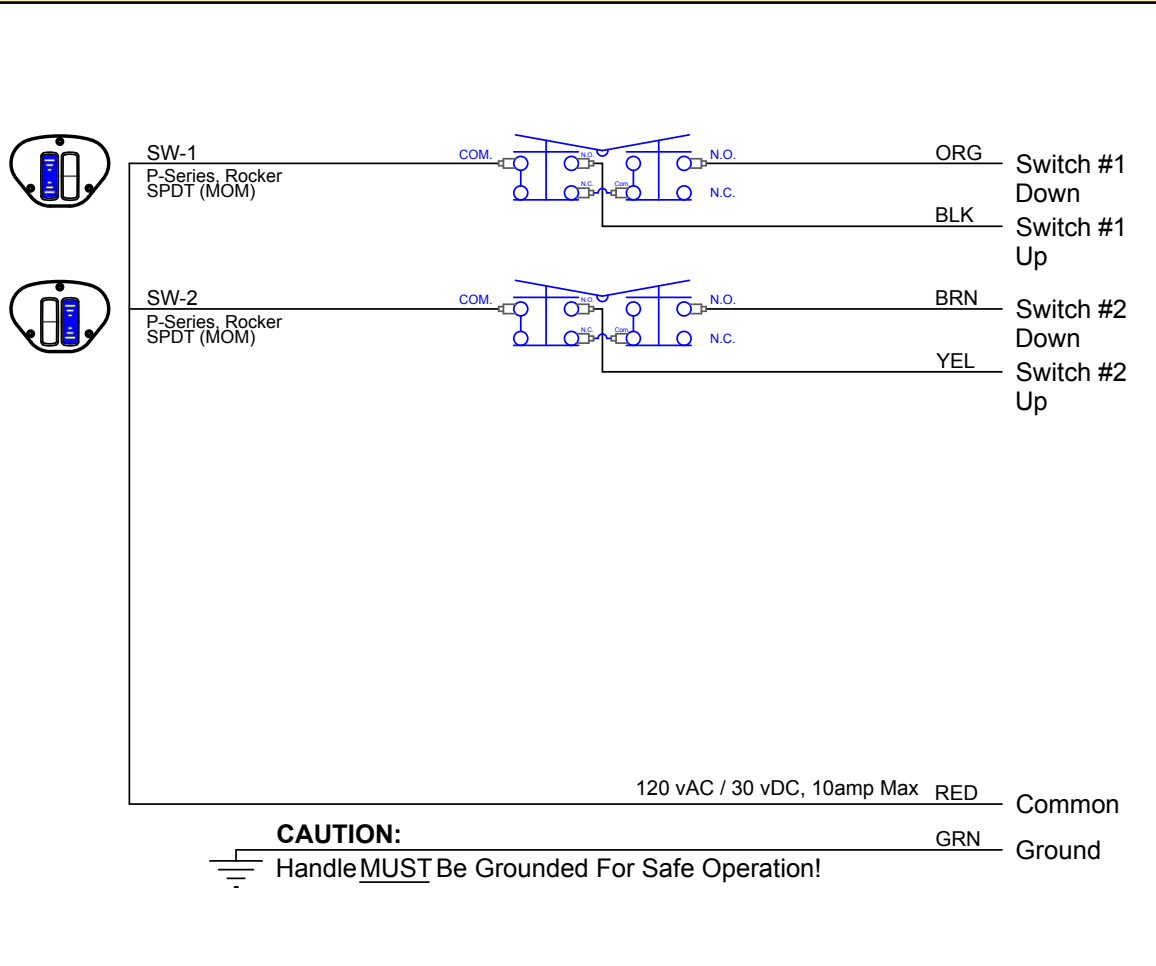 SW-1
P-Series, Rocker
SPDT (MOM)
COM.
N.O.
N.C.
Com.
N.O.
N.C.
ORG
Switch #1
Down
BLK
Switch #1
Up
SW-2
P-Series, Rocker
SPDT (MOM)
COM.
N.O.
N.C.
Com.
N.O.
N.C.
BRN
Switch #2
Down
YEL
Switch #2
Up
120 vAC / 30 vDC, 10amp Max
RED
Common
CAUTION:
GRN
Ground
Handle MUST Be Grounded For Safe Operation!